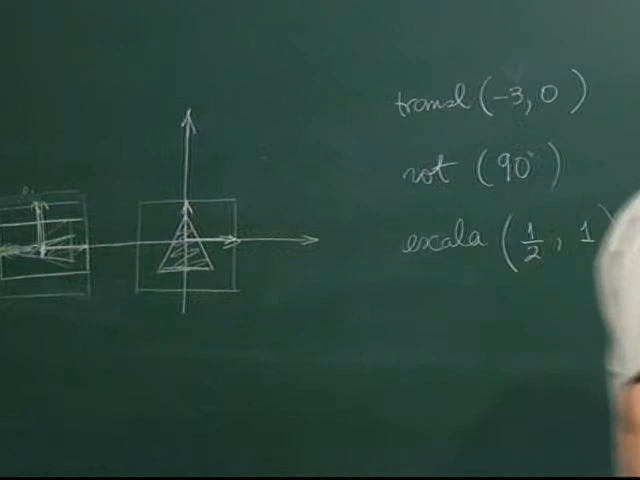 transl (-3, 0)
rot (90°)
escala (1/2, 1)